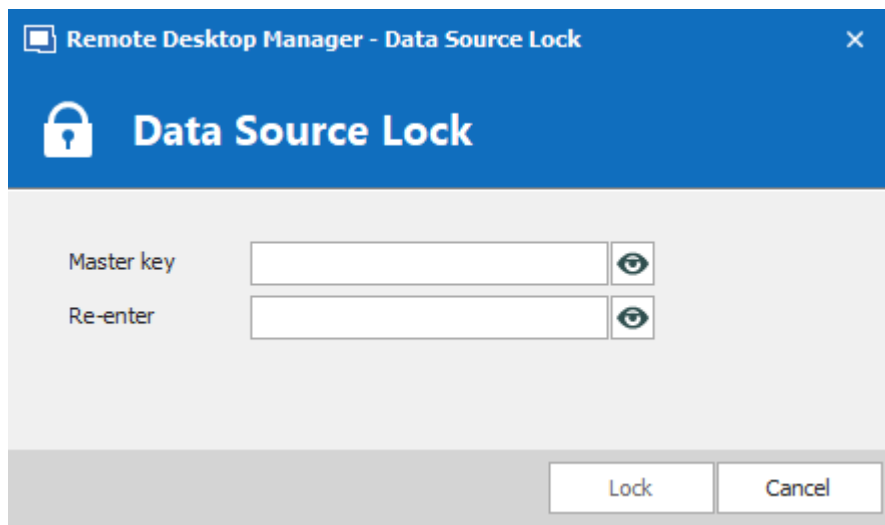 Remote Desktop Manager - Data Source Lock
Data Source Lock
Master key
Re-enter
Lock
Cancel